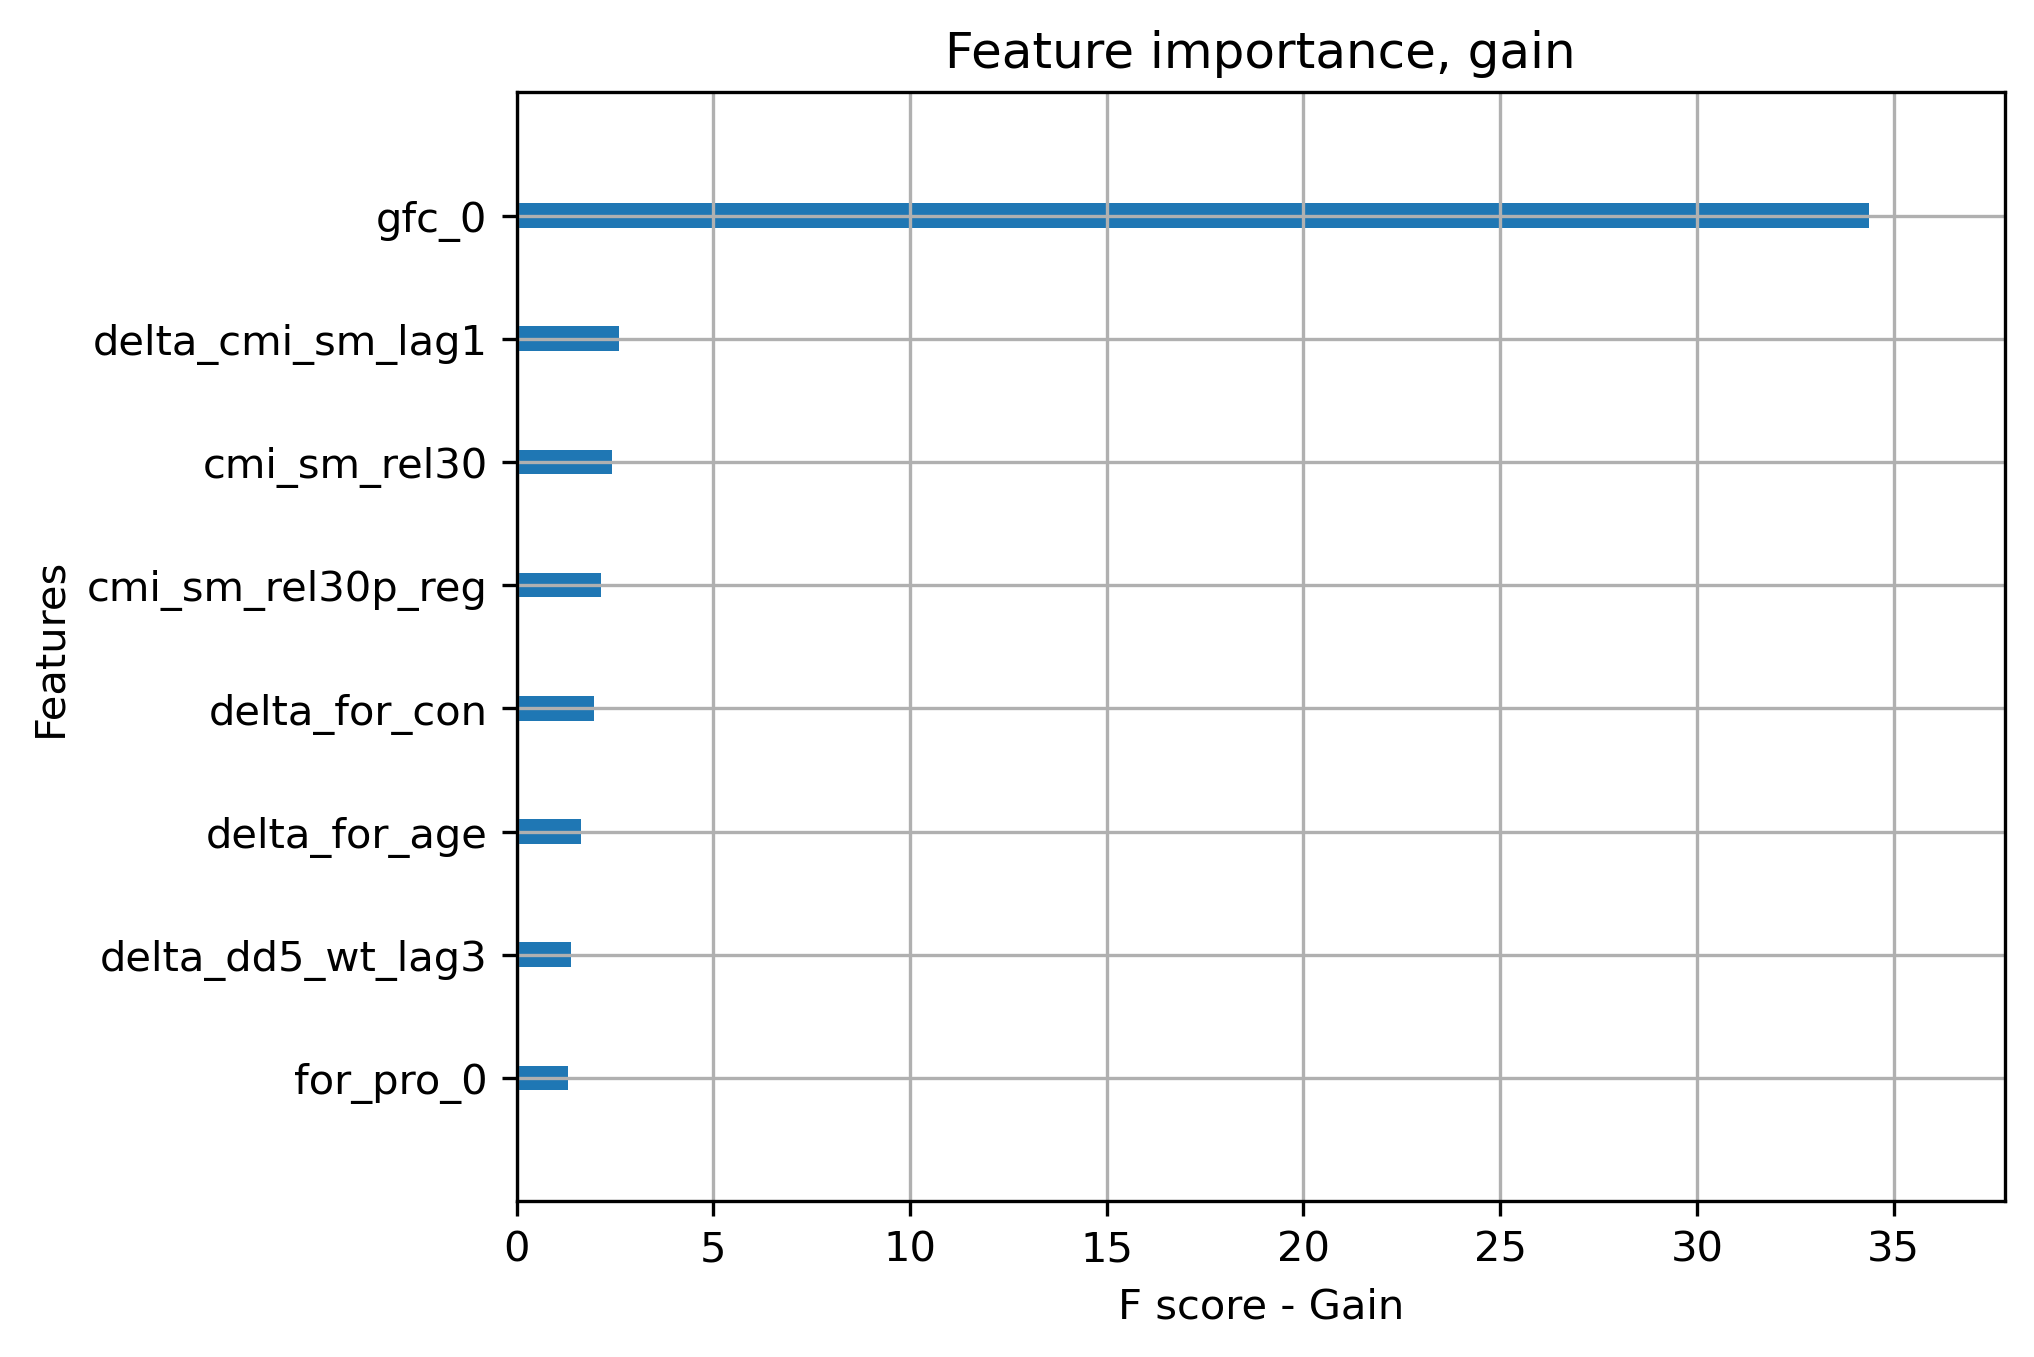 Feature importance, gain
Features
gfc_0
delta_cmi_sm_lag1
cmi_sm_rel30
cmi_sm_rel30p_reg
delta_for_con
delta_for_age
delta_dd5_wt_lag3
for_pro_0
0 5 10 15 20 25 30 35
F score - Gain